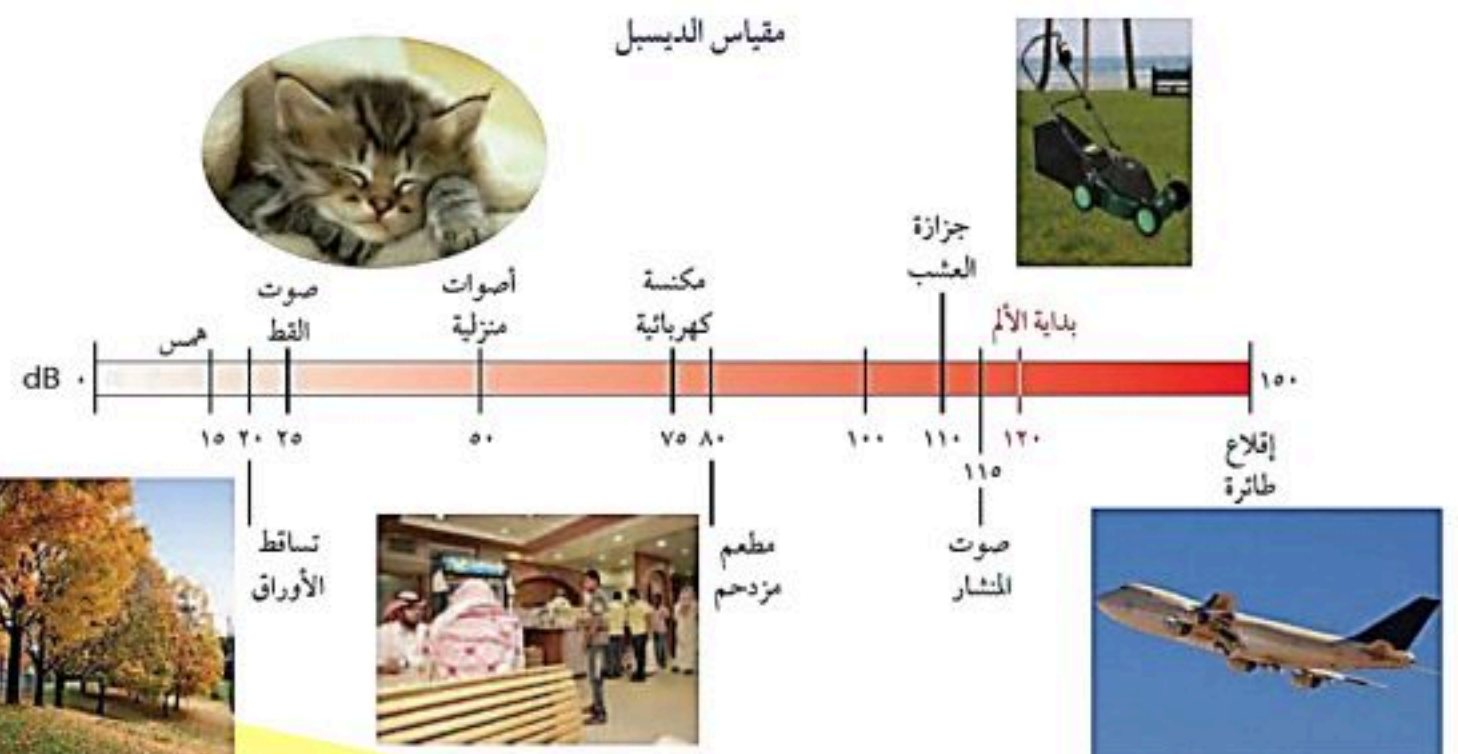 مقياس الديسبل
جزازة
العشب
صوت
القط
أصوات
منزلية
مكنسة
كهربائية
همس
بداية الألم
dB ٠
١٥٠
١٥ ٢٠ ٢٥ ٥٠ ٧٥ ٨٠ ١٠٠ ١١٠ ١٢٠
١١٥
إقلاع
طائرة
تساقط
الأوراق
مطعم
مزدحم
صوت
المنشار